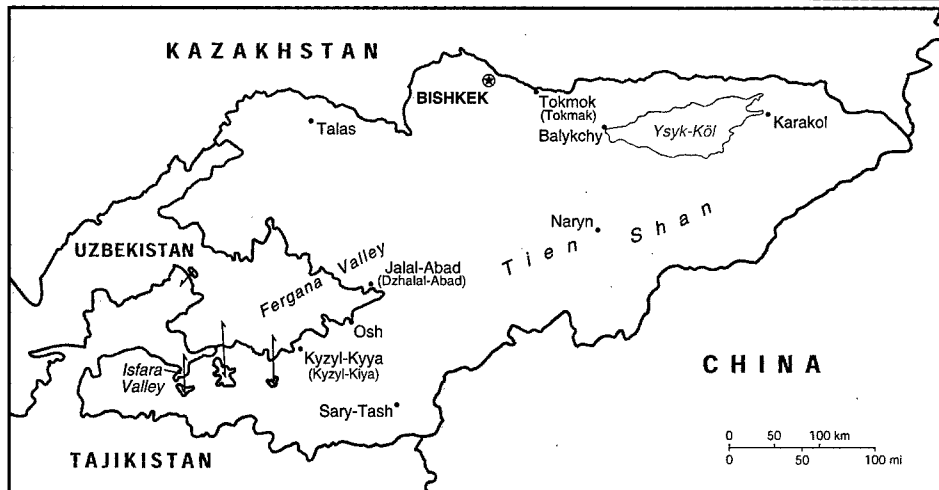 KAZAKHSTAN
BISHKEK
Tokmok
(Tokmak)
Talas
Balykchy
Ysyk-Köl
Karakol
Naryn
Tien Shan
UZBEKISTAN
Fergana Valley
Jalal-Abad
(Dzhalal-Abad)
Osh
Kyzyl-Kyya
(Kyzyl-Kiya)
Isfara
Valley
CHINA
Sary-Tash
TAJIKISTAN
0 50 100 km
0 50 100 mi